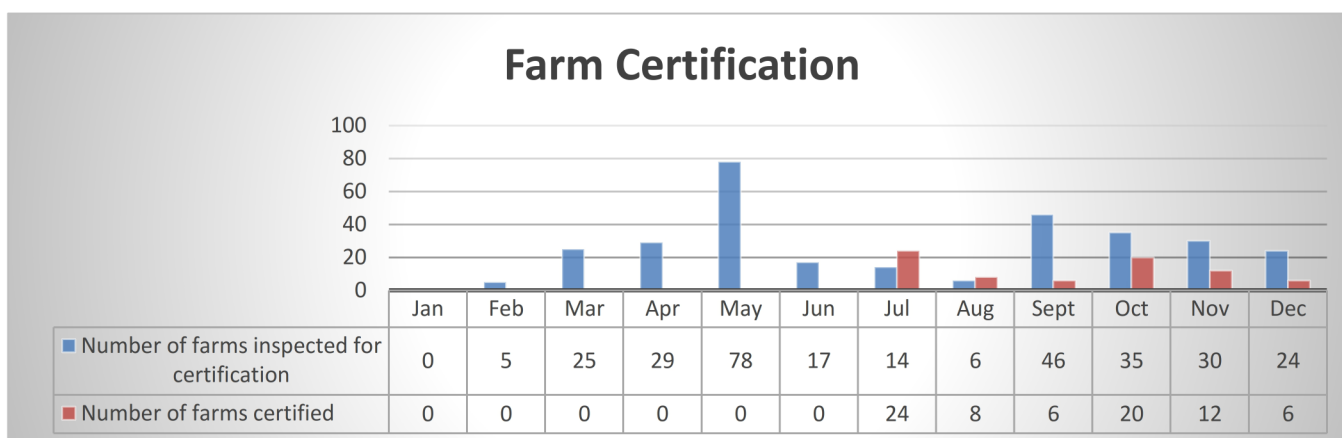 Farm Certification
100
80
60
40
20
0
Jan Feb Mar Apr May Jun Jul Aug Sept Oct Nov Dec
Number of farms inspected for
certification
0 5 25 29 78 17 14 6 46 35 30 24
Number of farms certified 0 0 0 0 0 0 24 8 6 20 12 6